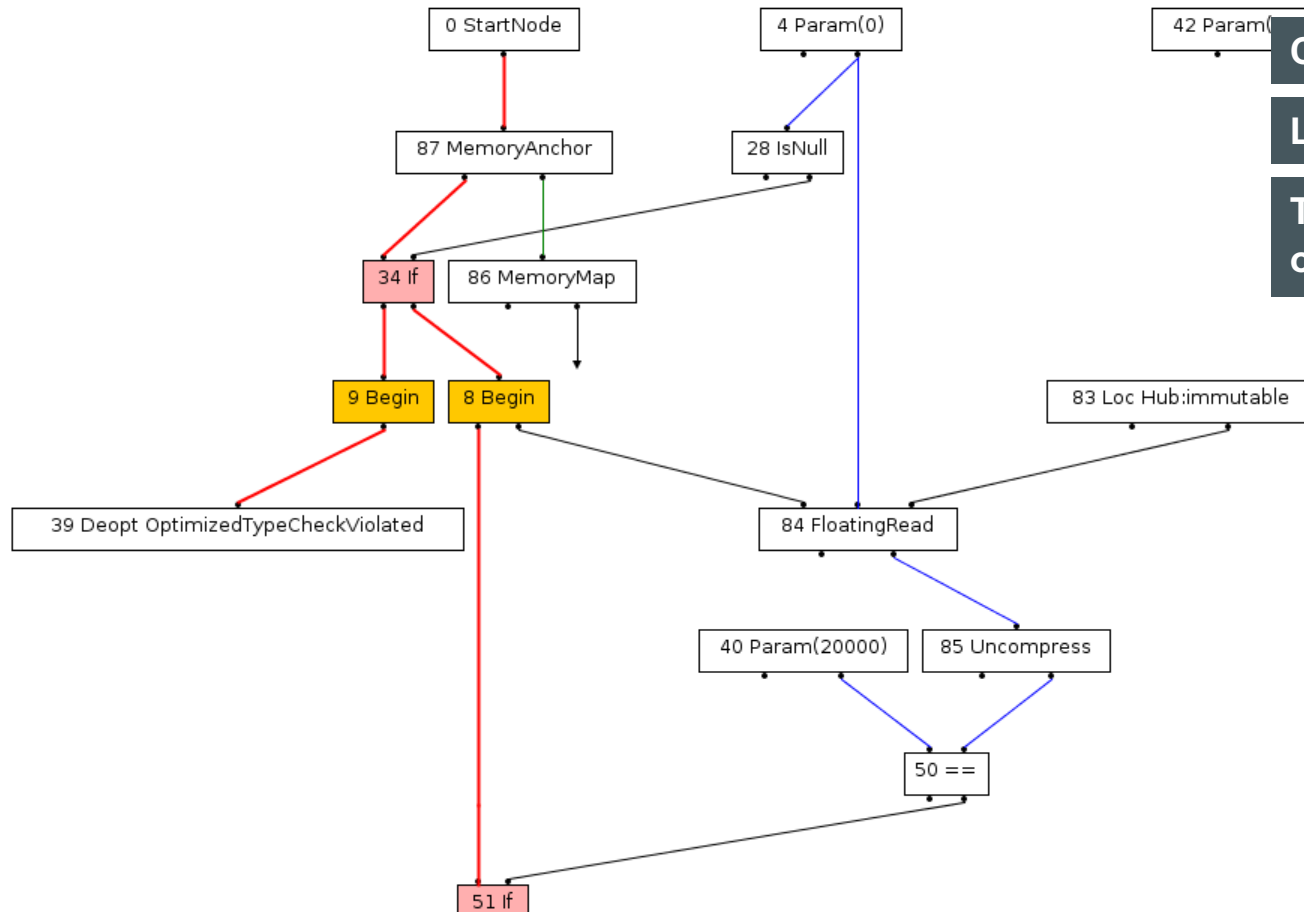 0 StartNode
4 Param(0)
42 Param(
87 MemoryAnchor
28 IsNull
34 If
86 MemoryMap
9 Begin
8 Begin
83 Loc Hub:immutable
39 Deopt OptimizedTypeCheckViolated
84 FloatingRead
40 Param(20000)
85 Uncompress
50 ==
51 If